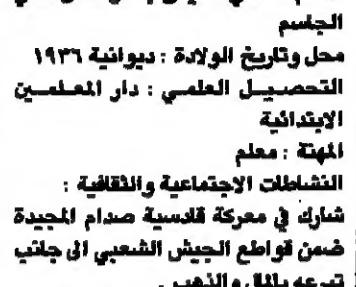 الجاسم
محل وتاريخ الولادة : ديوانية ١٩٣٦
التحصيل العلمي : دار المعلمين
الابتدائية
المهنة : معلم
النشاطات الاجتماعية والثقافية :
شارك في معركة قادسية صدام المجيدة
ضمن قواطع الجيش الشعبي الى جانب
تبرعه بالمال والذهب .